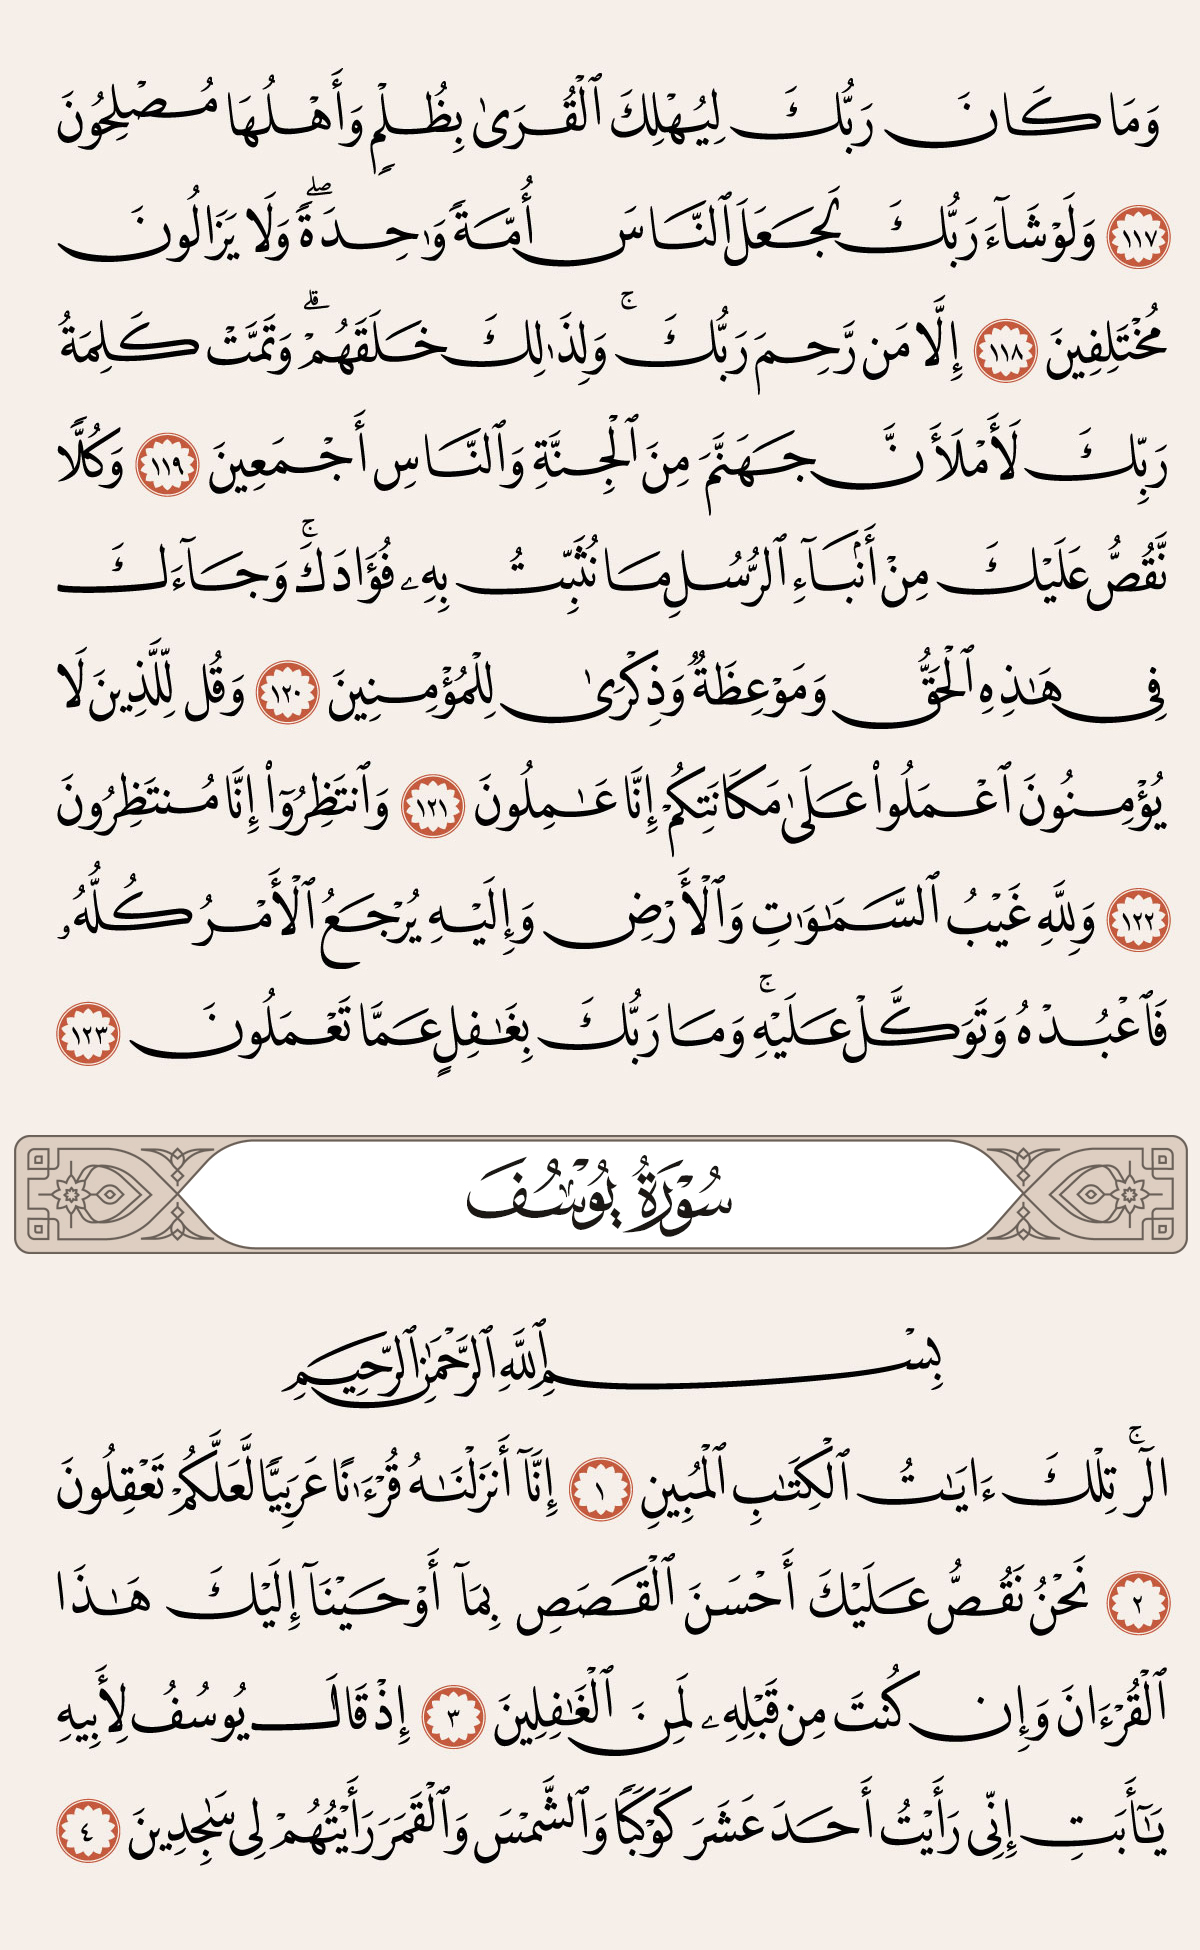 وَمَا كَانَ رَبُّكَ لِيُهْلِكَ ٱلْقُرَىٰ بِظُلْمٍ وَأَهْلُهَا مُصْلِحُونَ
١١٧ وَلَوْ شَآءَ رَبُّكَ لَجَعَلَ ٱلنَّاسَ أُمَّةً وَٰحِدَةً ۖ وَلَا يَزَالُونَ
مُخْتَلِفِينَ ١١٨ إِلَّا مَن رَّحِمَ رَبُّكَ ۚ وَلِذَٰلِكَ خَلَقَهُمْ ۗ وَتَمَّتْ كَلِمَةُ
رَبِّكَ لَأَمْلَأَنَّ جَهَنَّمَ مِنَ ٱلْجِنَّةِ وَٱلنَّاسِ أَجْمَعِينَ ١١٩ وَكُلًّا
نَّقُصُّ عَلَيْكَ مِنْ أَنۢبَآءِ ٱلرُّسُلِ مَا نُثَبِّتُ بِهِۦ فُؤَادَكَ ۚ وَجَآءَكَ
فِى هَٰذِهِ ٱلْحَقُّ وَمَوْعِظَةٌ وَذِكْرَىٰ لِلْمُؤْمِنِينَ ١٢٠ وَقُل لِّلَّذِينَ لَا
يُؤْمِنُونَ ٱعْمَلُوا۟ عَلَىٰ مَكَانَتِكُمْ إِنَّا عَٰمِلُونَ ١٢١ وَٱنتَظِرُوٓا۟ إِنَّا مُنتَظِرُونَ
١٢٢ وَلِلَّهِ غَيْبُ ٱلسَّمَٰوَٰتِ وَٱلْأَرْضِ وَإِلَيْهِ يُرْجَعُ ٱلْأَمْرُ كُلُّهُۥ
فَٱعْبُدْهُ وَتَوَكَّلْ عَلَيْهِ ۚ وَمَا رَبُّكَ بِغَٰفِلٍ عَمَّا تَعْمَلُونَ ١٢٣
سُورَةُ يُوسُفَ
بِسْمِ ٱللَّهِ ٱلرَّحْمَٰنِ ٱلرَّحِيمِ
الٓر ۚ تِلْكَ ءَايَٰتُ ٱلْكِتَٰبِ ٱلْمُبِينِ ١ إِنَّآ أَنزَلْنَٰهُ قُرْءَٰنًا عَرَبِيًّا لَّعَلَّكُمْ تَعْقِلُونَ
٢ نَحْنُ نَقُصُّ عَلَيْكَ أَحْسَنَ ٱلْقَصَصِ بِمَآ أَوْحَيْنَآ إِلَيْكَ هَٰذَا
ٱلْقُرْءَانَ وَإِن كُنتَ مِن قَبْلِهِۦ لَمِنَ ٱلْغَٰفِلِينَ ٣ إِذْ قَالَ يُوسُفُ لِأَبِيهِ
يَٰٓأَبَتِ إِنِّى رَأَيْتُ أَحَدَ عَشَرَ كَوْكَبًا وَٱلشَّمْسَ وَٱلْقَمَرَ رَأَيْتُهُمْ لِى سَٰجِدِينَ ٤